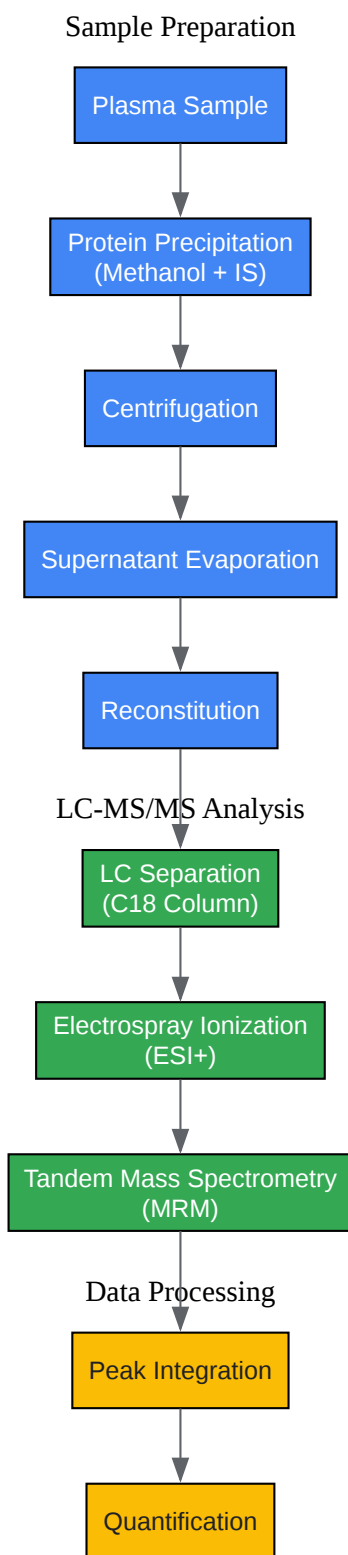 Sample Preparation
Plasma Sample
Protein Precipitation
(Methanol + IS)
Centrifugation
Supernatant Evaporation
Reconstitution
LC-MS/MS Analysis
LC Separation
(C18 Column)
Electrospray Ionization
(ESI+)
Tandem Mass Spectrometry
(MRM)
Data Processing
Peak Integration
Quantification